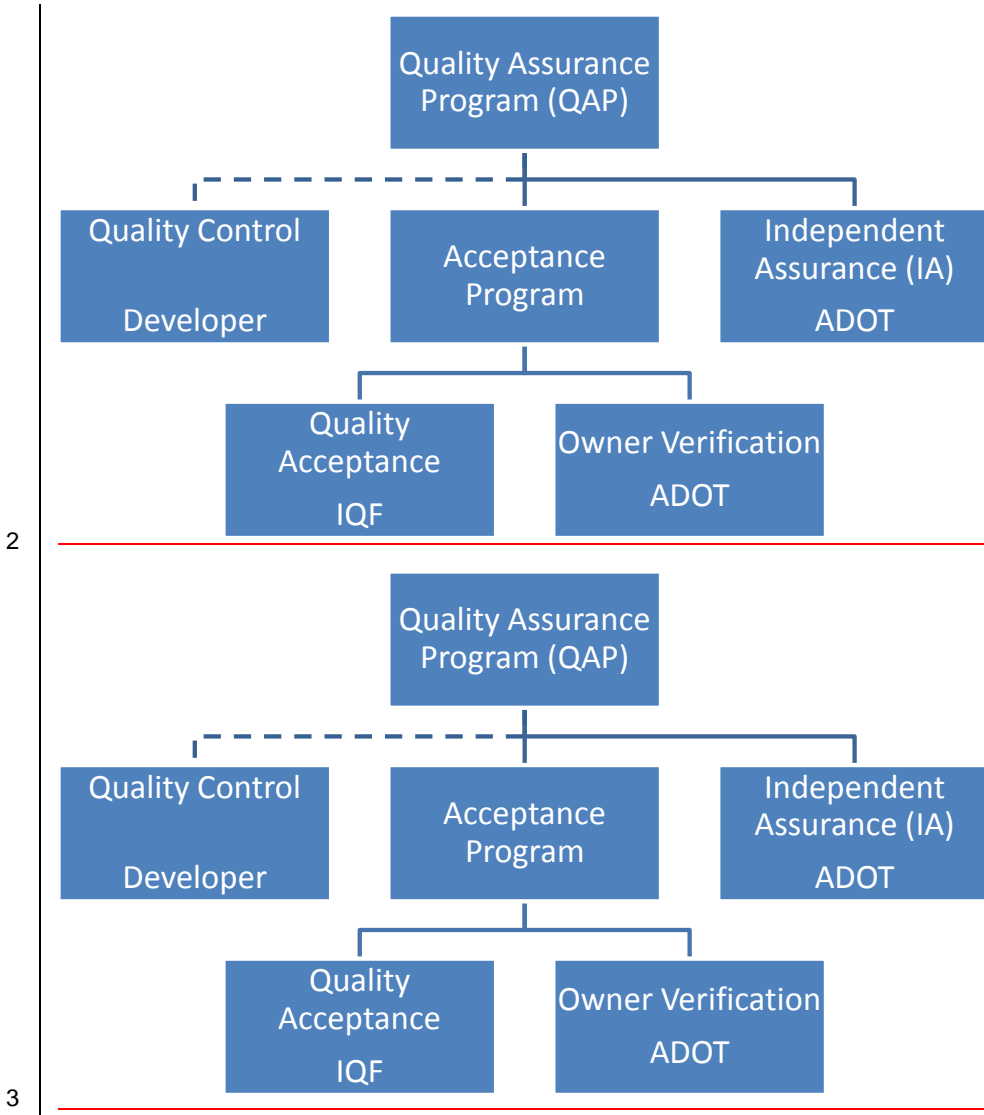 Quality Assurance
Program (QAP)
Quality Control
Developer
Acceptance
Program
Independent
Assurance (IA)
ADOT
Quality
Acceptance
IQF
Owner Verification
ADOT
2
Quality Assurance
Program (QAP)
Quality Control
Developer
Acceptance
Program
Independent
Assurance (IA)
ADOT
Quality
Acceptance
IQF
Owner Verification
ADOT
3